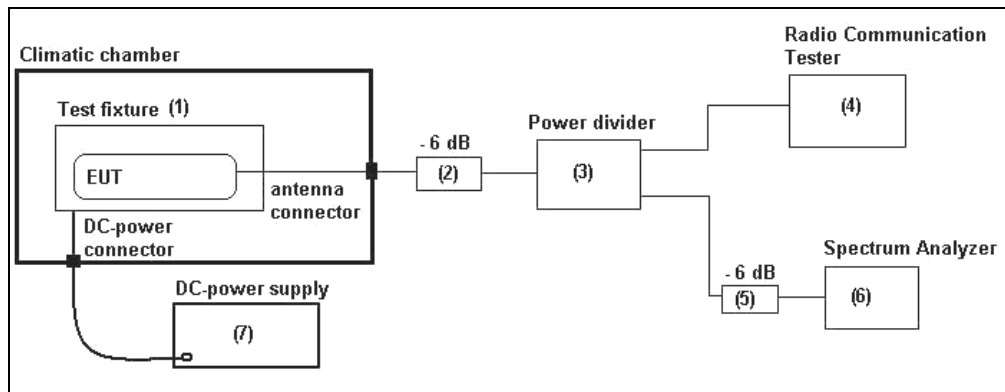 Climatic chamber
Test fixture (1)
EUT
antenna
connector
DC-power
connector
DC-power supply
(7)
- 6 dB
(2)
Power divider
(3)
Radio Communication
Tester
(4)
- 6 dB
(5)
Spectrum Analyzer
(6)